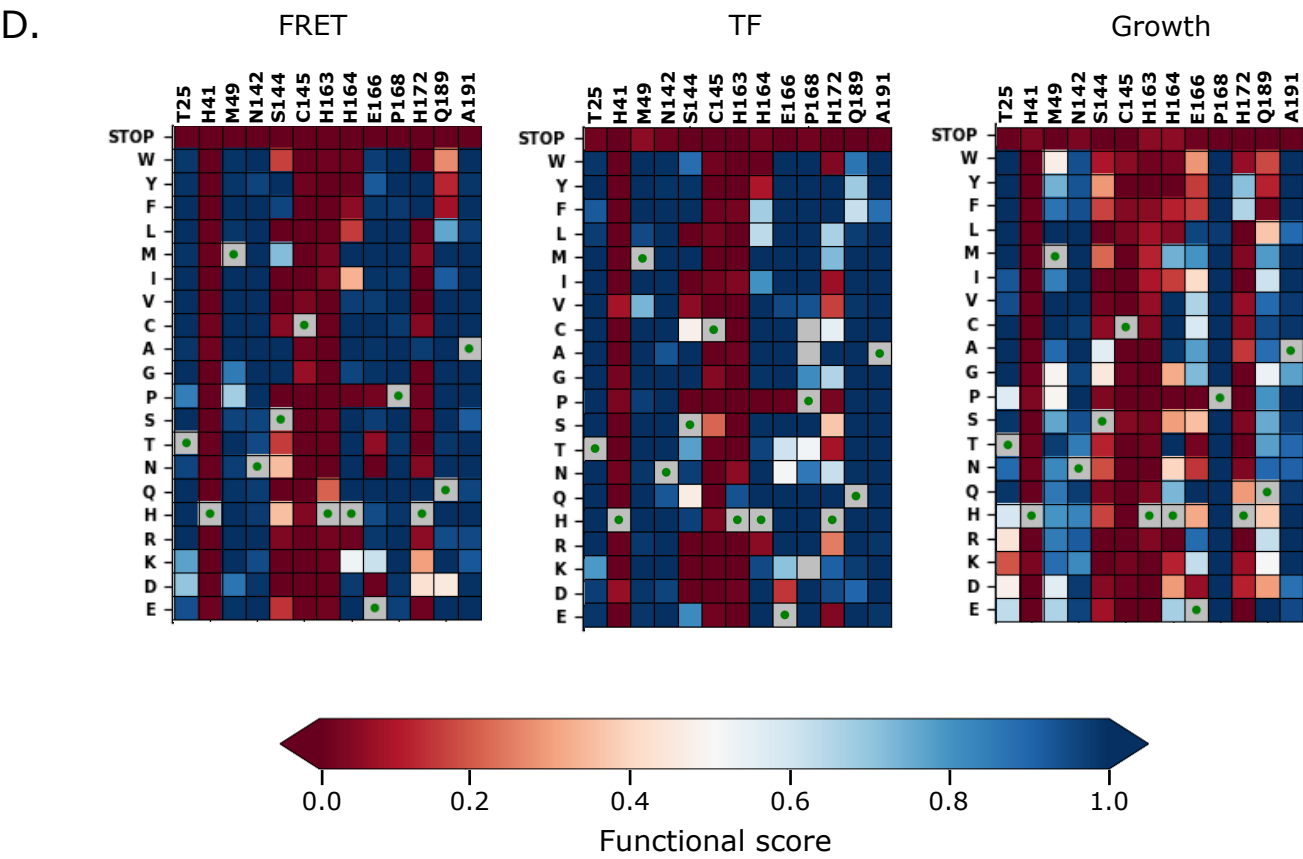 D.
FRET
TF
Growth
T25 H41 M49 N142 S144 C145 H163 H164 E166 P168 H172 Q189 A191
STOP
W
Y
F
L
M
I
V
C
A
G
P
S
T
N
Q
H
R
K
D
E
T25 H41 M49 N142 S144 C145 H163 H164 E166 P168 H172 Q189 A191
STOP
W
Y
F
L
M
I
V
C
A
G
P
S
T
N
Q
H
R
K
D
E
T25 H41 M49 N142 S144 C145 H163 H164 E166 P168 H172 Q189 A191
STOP
W
Y
F
L
M
I
V
C
A
G
P
S
T
N
Q
H
R
K
D
E
0.0 0.2 0.4 0.6 0.8 1.0
Functional score